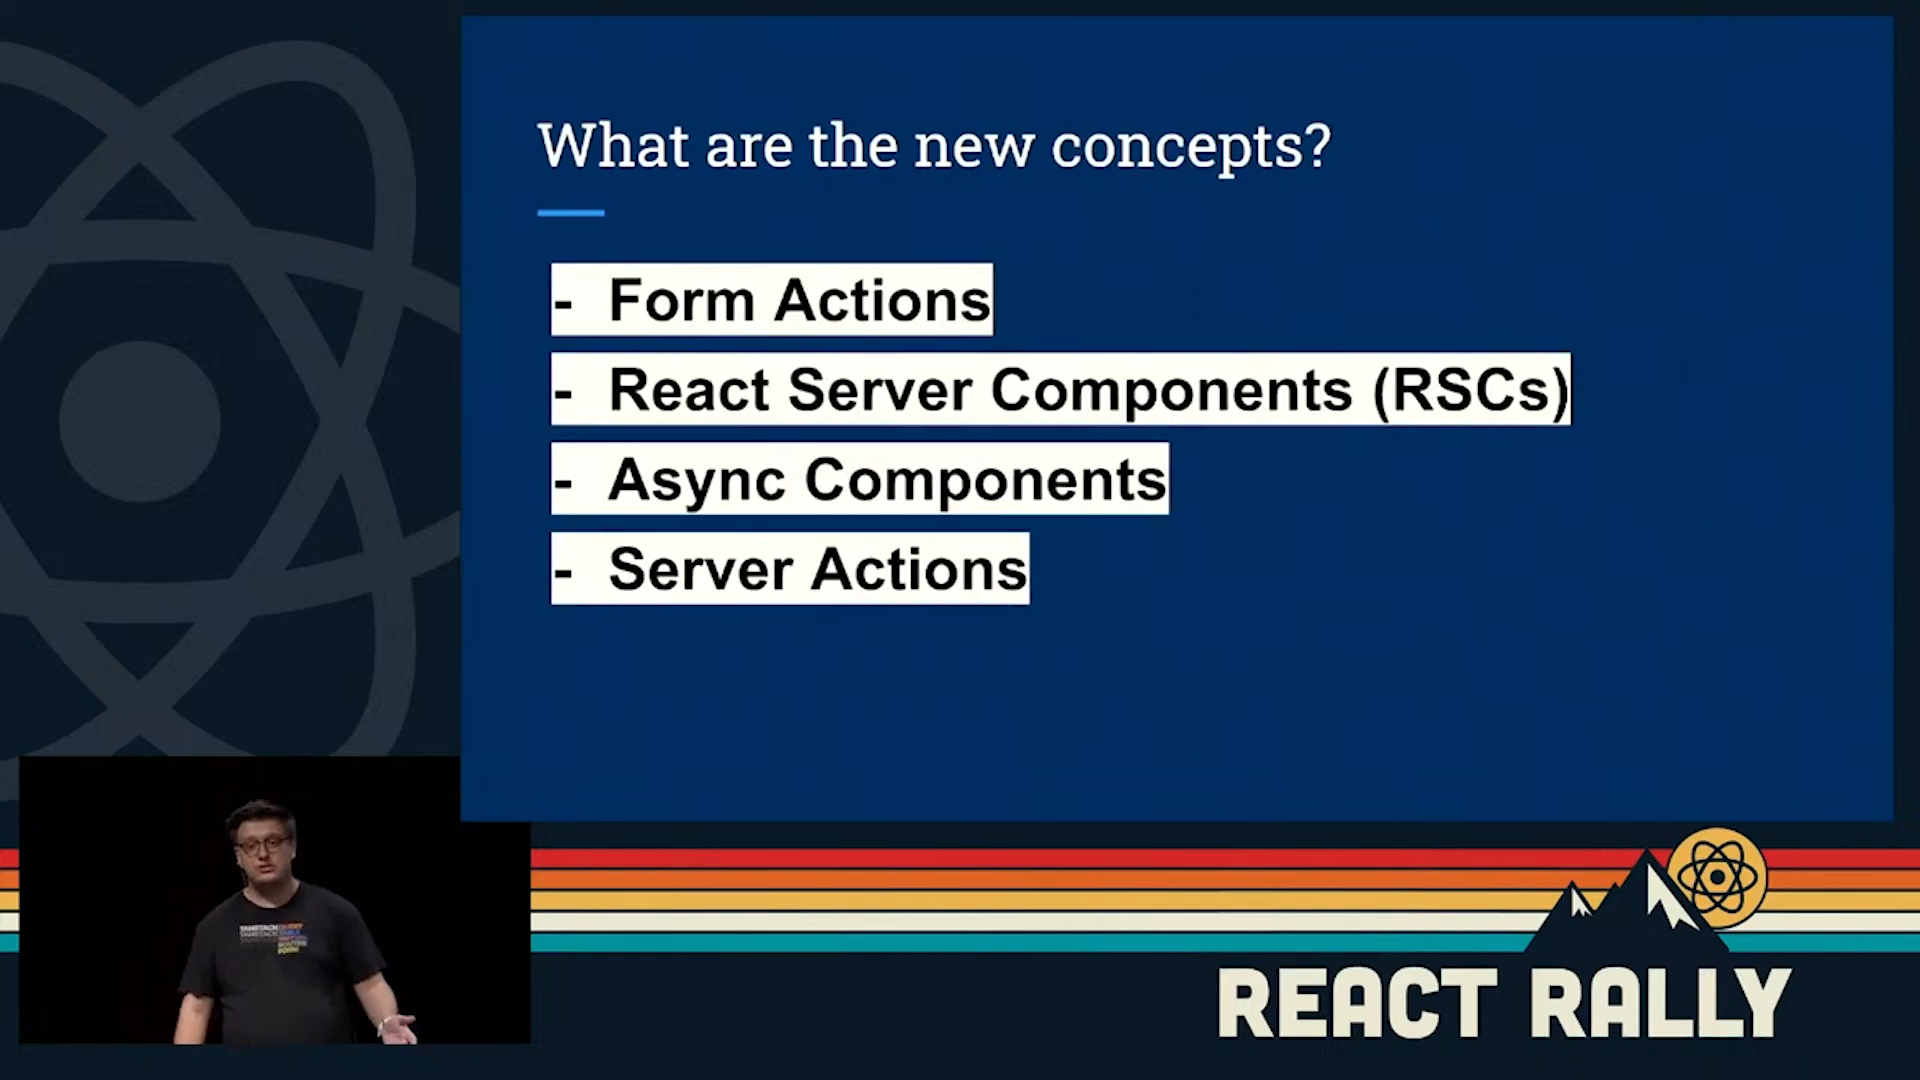 What are the new concepts?
- Form Actions
- React Server Components (RSCs)
- Async Components
- Server Actions
REACT RALLY